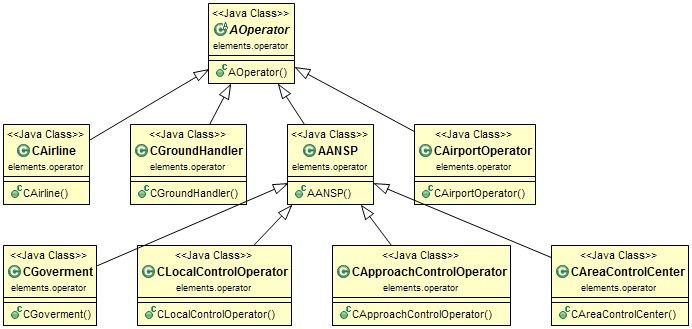 <<Java Class>>
AOperator
elements.operator
AOperator()
<<Java Class>>
CAirline
elements.operator
CAirline()
<<Java Class>>
CGroundHandler
elements.operator
CGroundHandler()
<<Java Class>>
AANSP
elements.operator
AANSP()
<<Java Class>>
CAirportOperator
elements.operator
CAirportOperator()
<<Java Class>>
CGoverment
elements.operator
CGoverment()
<<Java Class>>
CLocalControlOperator
elements.operator
CLocalControlOperator()
<<Java Class>>
CApproachControlOperator
elements.operator
CApproachControlOperator()
<<Java Class>>
CAreaControlCenter
elements.operator
CAreaControlCenter()